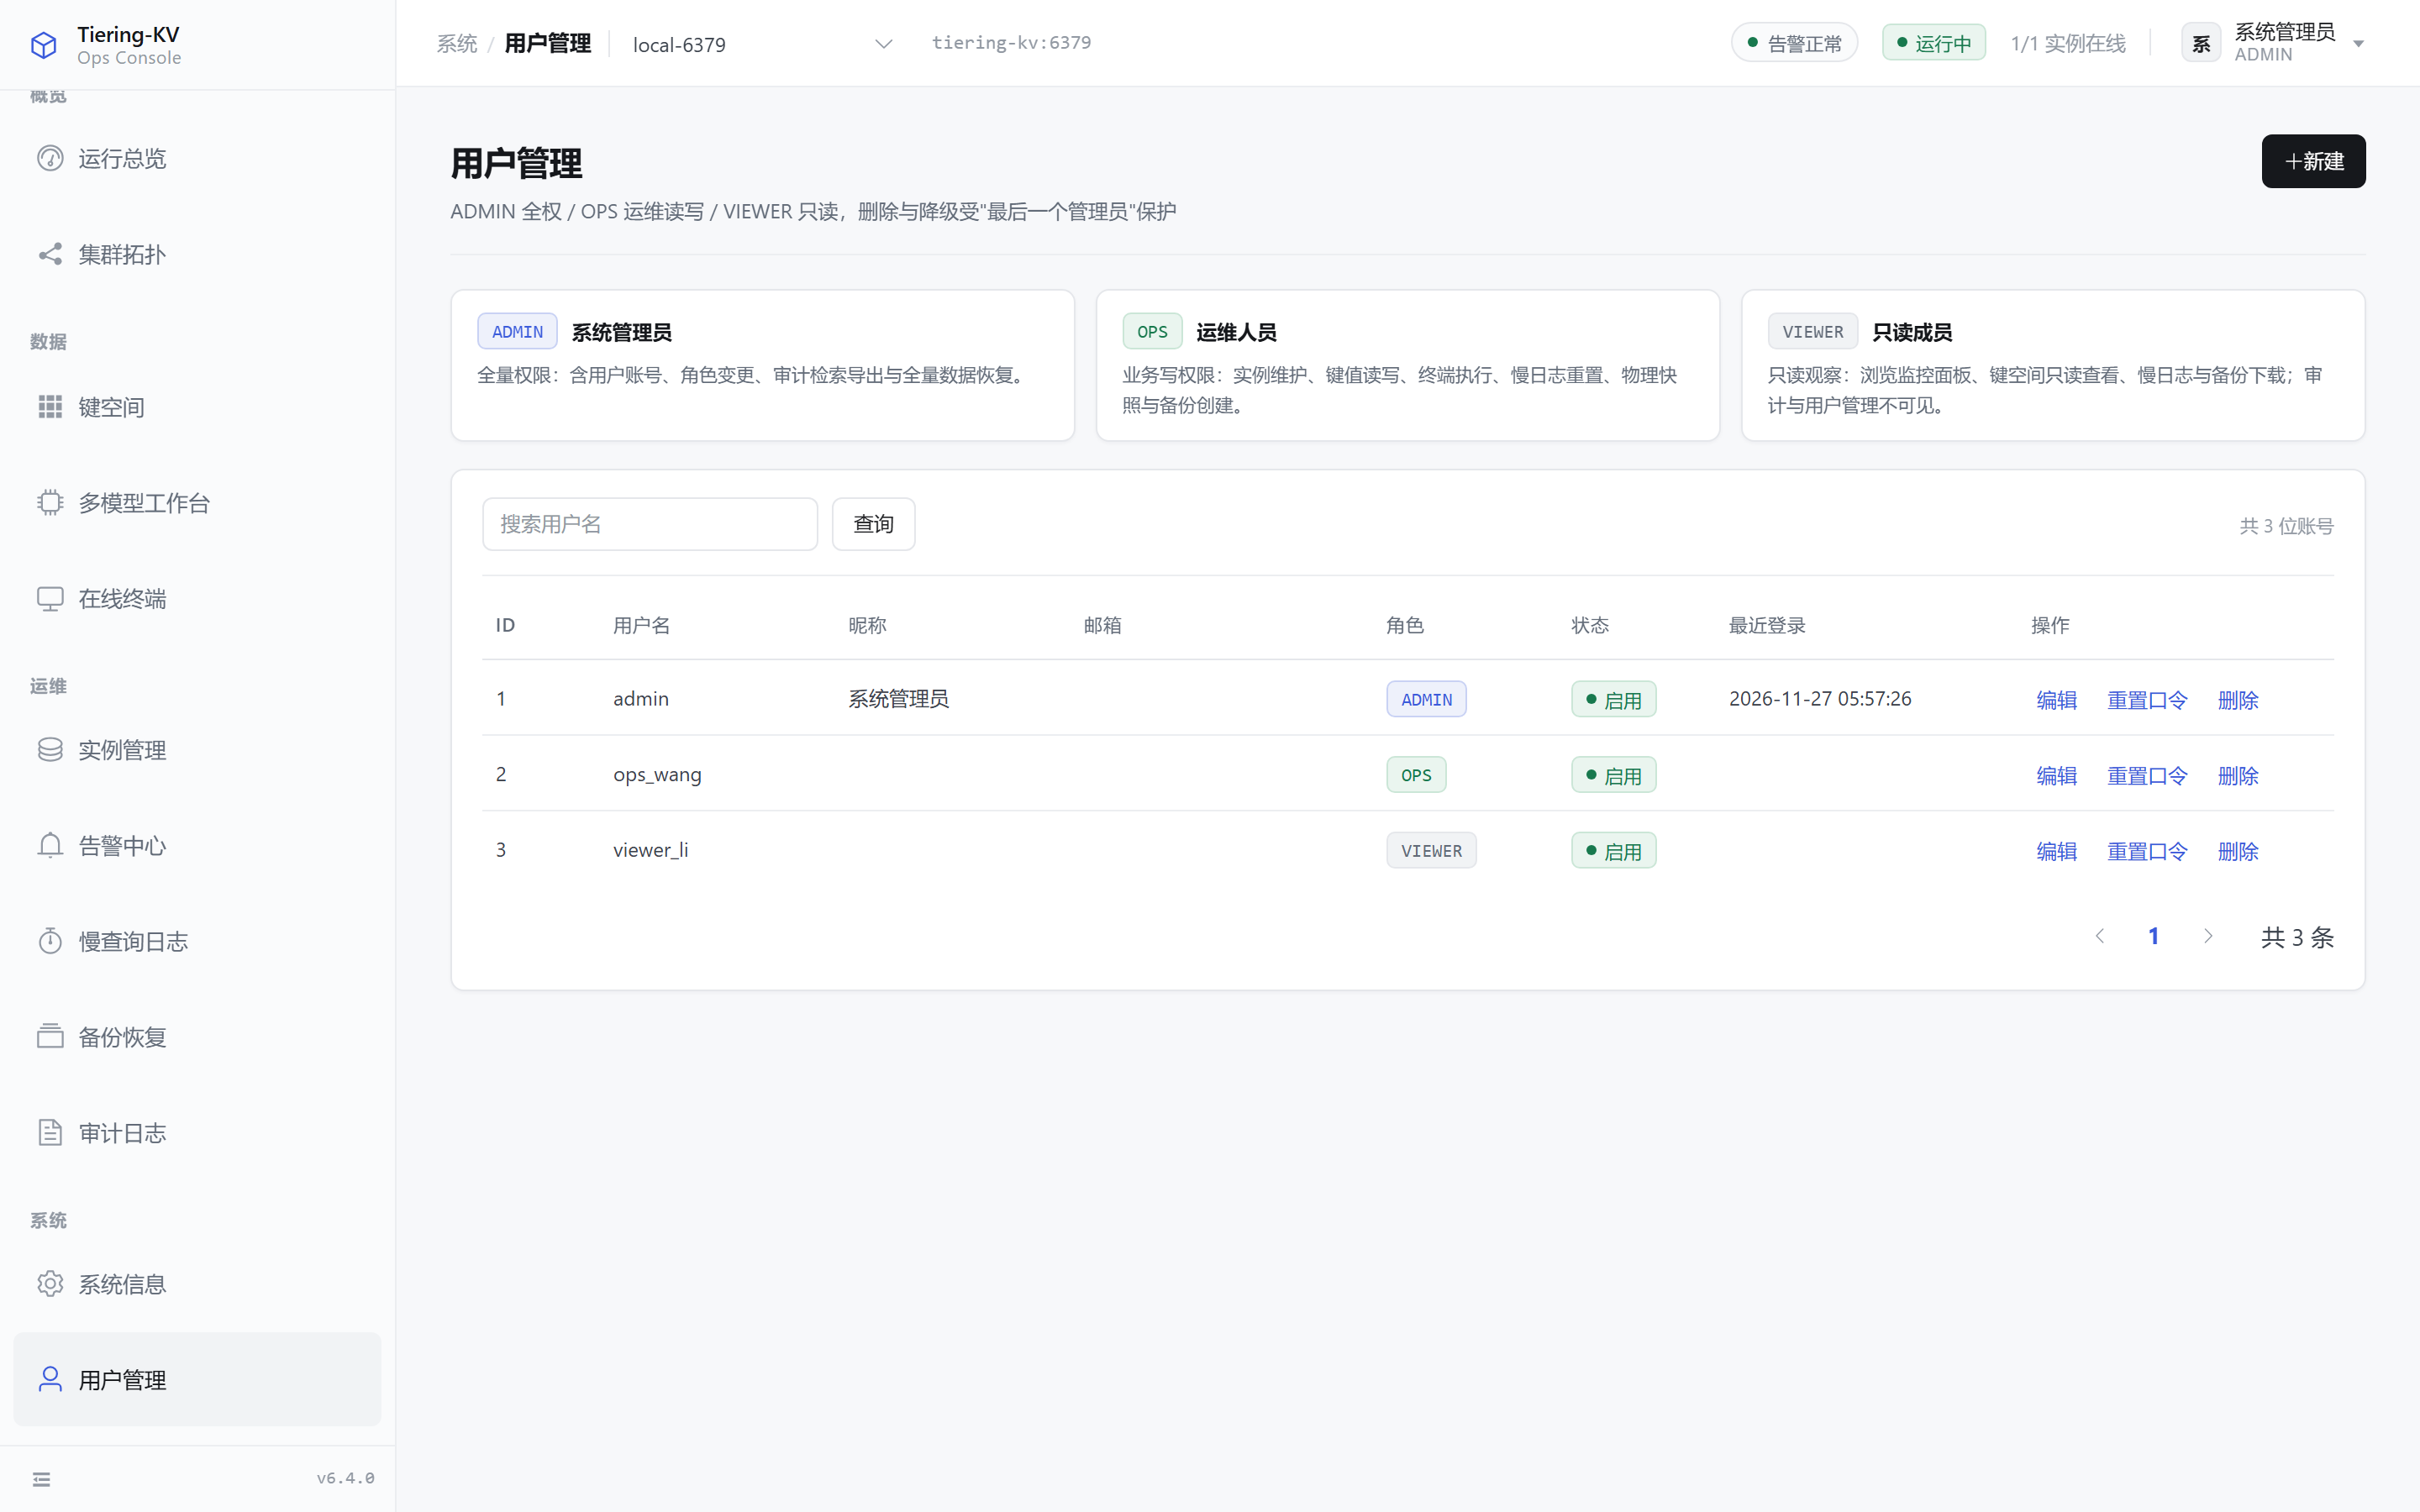 Tiering-KV
Ops Console
概览
运行总览
集群拓扑
数据
键空间
多模型工作台
在线终端
运维
实例管理
告警中心
慢查询日志
备份恢复
审计日志
系统
系统信息
用户管理
v6.4.0
系统 / 用户管理 local-6379 tiering-kv:6379 告警正常 运行中 1/1 实例在线 系 系统管理员
ADMIN
用户管理
+新建
ADMIN 全权 / OPS 运维读写 / VIEWER 只读，删除与降级受"最后一个管理员"保护
ADMIN 系统管理员
全量权限：含用户账号、角色变更、审计检索导出与全量数据恢复。
OPS 运维人员
业务写权限：实例维护、键值读写、终端执行、慢日志重置、物理快
照与备份创建。
VIEWER 只读成员
只读观察：浏览监控面板、键空间只读查看、慢日志与备份下载；审
计与用户管理不可见。
搜索用户名 查询 共 3 位账号
ID 用户名 昵称 邮箱 角色 状态 最近登录 操作
1 admin 系统管理员 ADMIN 启用 2026-11-27 05:57:26 编辑 重置口令 删除
2 ops_wang OPS 启用 编辑 重置口令 删除
3 viewer_li VIEWER 启用 编辑 重置口令 删除
1 共 3 条